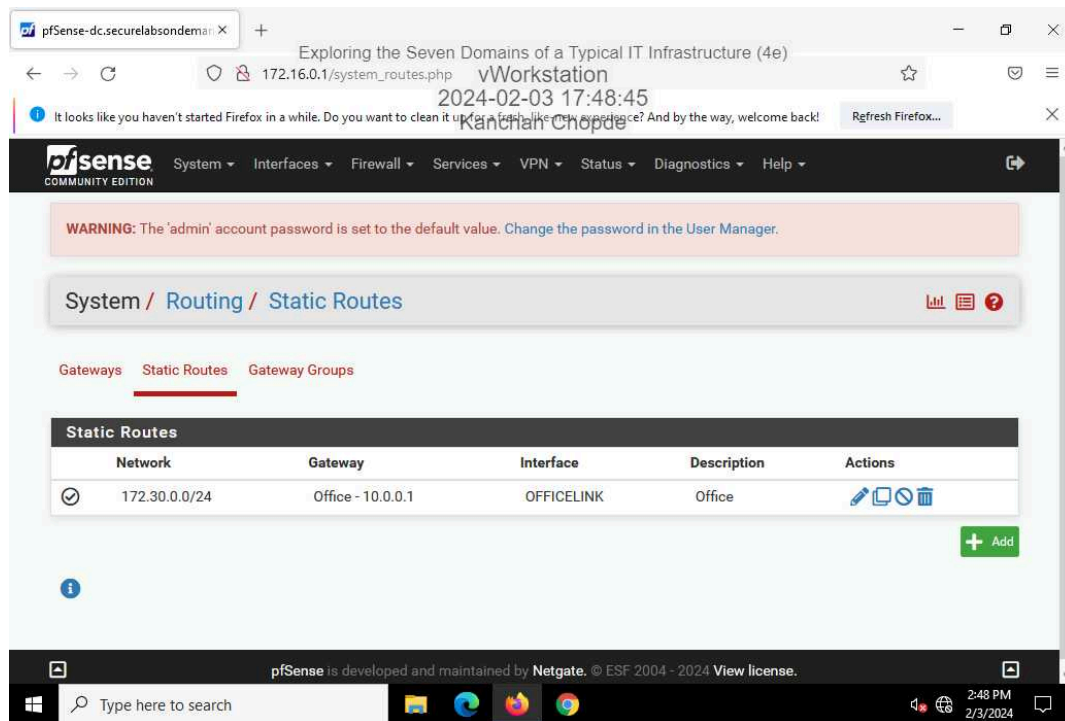 pfSense-dc.securelabsondeman
Exploring the Seven Domains of a Typical IT Infrastructure (4e)
172.16.0.1/system_routes.php
vWorkstation
2024-02-03 17:48:45
Kanchan Chopde
It looks like you haven't started Firefox in a while. Do you want to clean it up for a fresh, like-new experience? And by the way, welcome back!
Refresh Firefox...
pfsense
COMMUNITY EDITION
System Interfaces Firewall Services VPN Status Diagnostics Help
WARNING: The 'admin' account password is set to the default value. Change the password in the User Manager.
System / Routing / Static Routes
Gateways Static Routes Gateway Groups
Static Routes
Network Gateway Interface Description Actions
172.30.0.0/24 Office - 10.0.0.1 OFFICELINK Office
Add
pfSense is developed and maintained by Netgate. © ESF 2004 - 2024 View license.
Type here to search
2:48 PM
2/3/2024